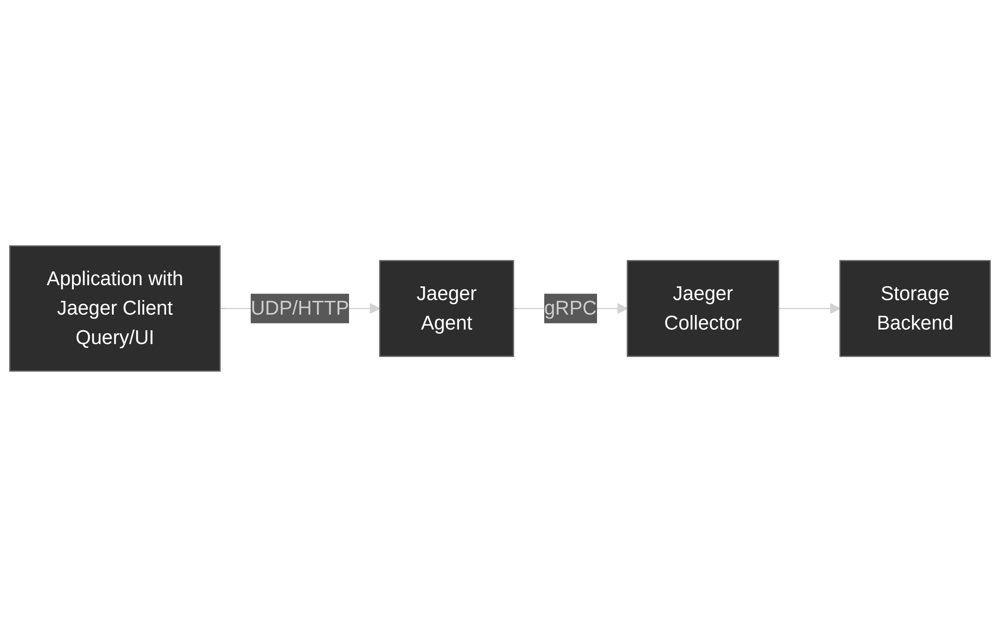 Application with
Jaeger Client
Query/UI
UDP/HTTP
Jaeger
Agent
gRPC
Jaeger
Collector
Storage
Backend